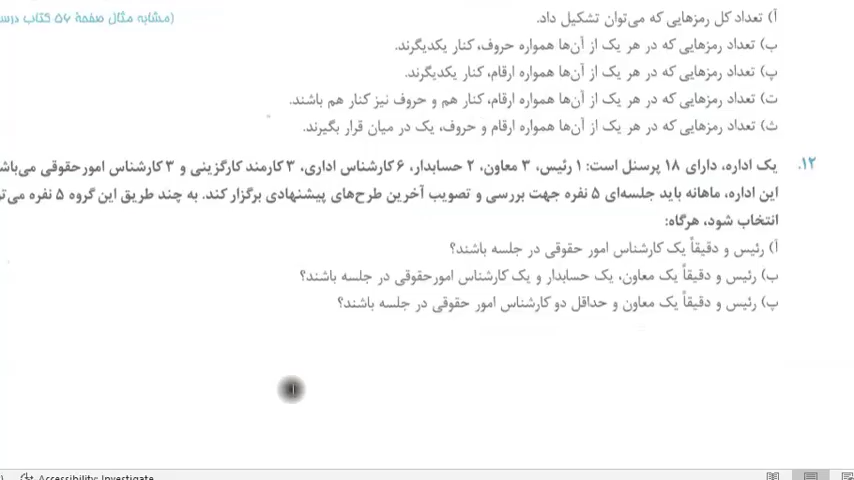 آ) تعداد کل رمزهایی که می‌توان تشکیل داد.
(مشابه مثال صفحهٔ ۵۶ کتاب درس
ب) تعداد رمزهایی که در هر یک از آن‌ها همواره حروف، کنار یکدیگرند.
پ) تعداد رمزهایی که در هر یک از آن‌ها همواره ارقام، کنار یکدیگرند.
ت) تعداد رمزهایی که در هر یک از آن‌ها همواره ارقام، کنار هم و حروف نیز کنار هم باشند.
ث) تعداد رمزهایی که در هر یک از آن‌ها همواره ارقام و حروف، یک در میان قرار بگیرند.
۱۲. یک اداره، دارای ۱۸ پرسنل است: ۱ رئیس، ۳ معاون، ۲ حسابدار، ۶ کارشناس اداری، ۳ کارمند کارگزینی و ۳ کارشناس امورحقوقی می‌باش
این اداره، ماهانه باید جلسه‌ای ۵ نفره جهت بررسی و تصویب آخرین طرح‌های پیشنهادی برگزار کند. به چند طریق این گروه ۵ نفره می‌تو
انتخاب شود، هرگاه:
آ) رئیس و دقیقاً یک کارشناس امور حقوقی در جلسه باشند؟
ب) رئیس و دقیقاً یک معاون، یک حسابدار و یک کارشناس امورحقوقی در جلسه باشند؟
پ) رئیس و دقیقاً یک معاون و حداقل دو کارشناس امور حقوقی در جلسه باشند؟
Accessibility: Investigate